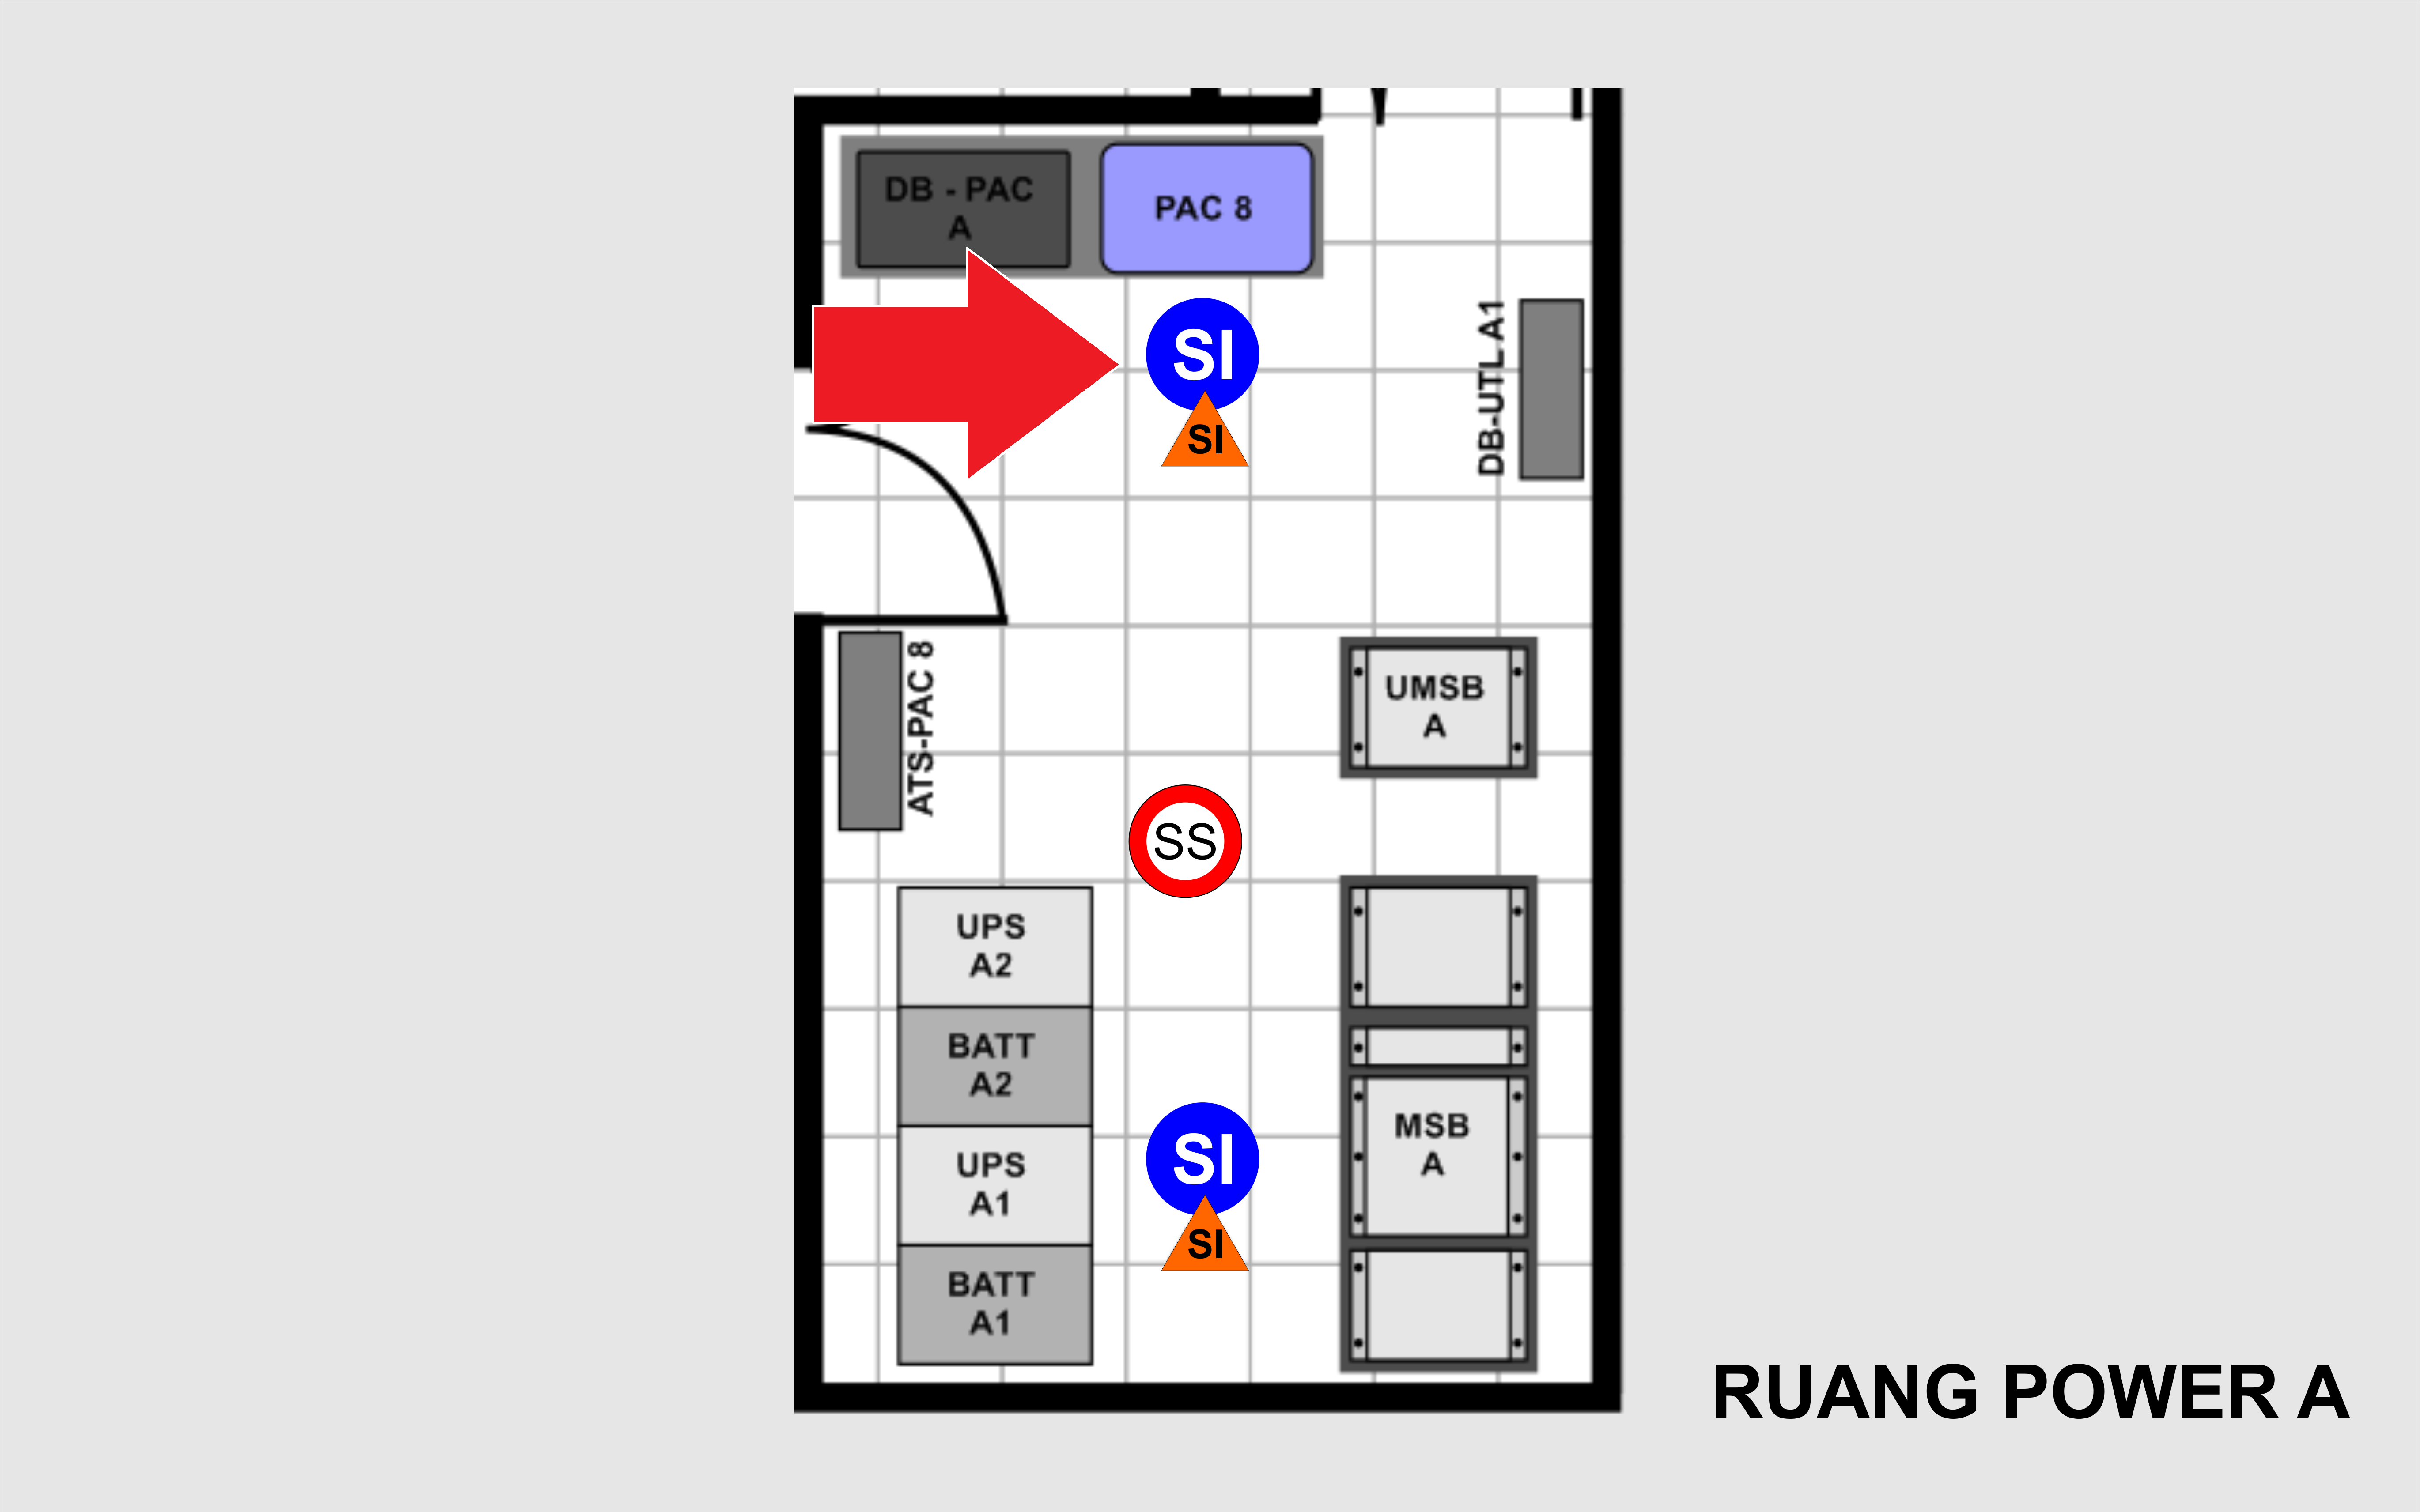 DB - PAC
A
PAC 8
SI
SI
DB-UTL A1
ATS-PAC 8
UMSB
A
SS
UPS
A2
BATT
A2
UPS
A1
BATT
A1
SI
SI
MSB
A
RUANG POWER A